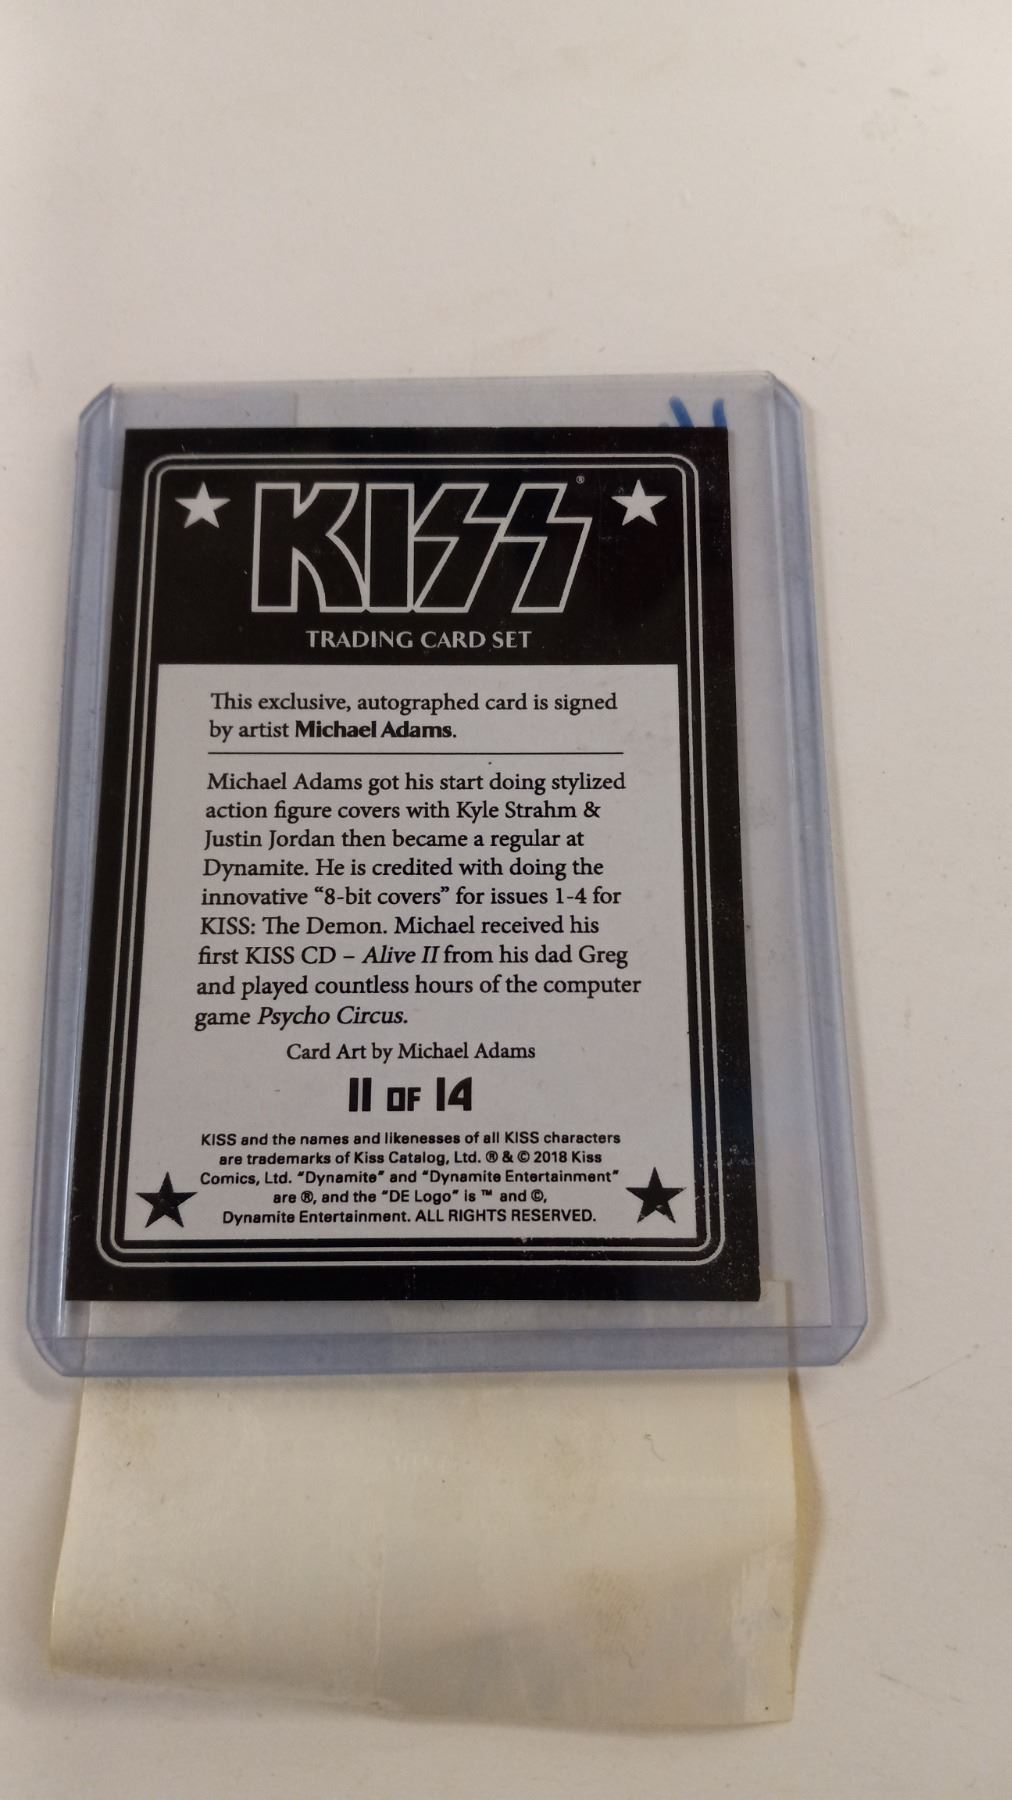 KISS®
TRADING CARD SET
This exclusive, autographed card is signed
by artist Michael Adams.
Michael Adams got his start doing stylized
action figure covers with Kyle Strahm &
Justin Jordan then became a regular at
Dynamite. He is credited with doing the
innovative “8-bit covers” for issues 1-4 for
KISS: The Demon. Michael received his
first KISS CD – Alive II from his dad Greg
and played countless hours of the computer
game Psycho Circus.
Card Art by Michael Adams
11 OF 14
KISS and the names and likenesses of all KISS characters
are trademarks of Kiss Catalog, Ltd. ® & © 2018 Kiss
Comics, Ltd. "Dynamite" and "Dynamite Entertainment"
are ®, and the "DE Logo" is ™ and ©,
Dynamite Entertainment. ALL RIGHTS RESERVED.